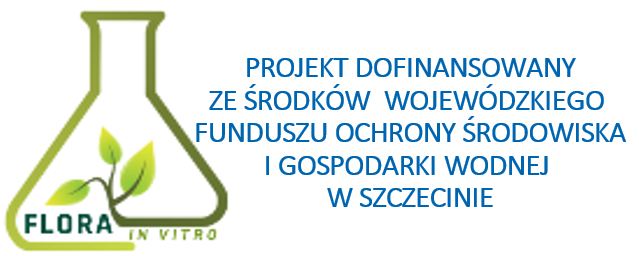 PROJEKT DOFINANSOWANY
ZE ŚRODKÓW WOJEWÓDZKIEGO
FUNDUSZU OCHRONY ŚRODOWISKA
I GOSPODARKI WODNEJ
W SZCZECINIE
FLORA
IN VITRO